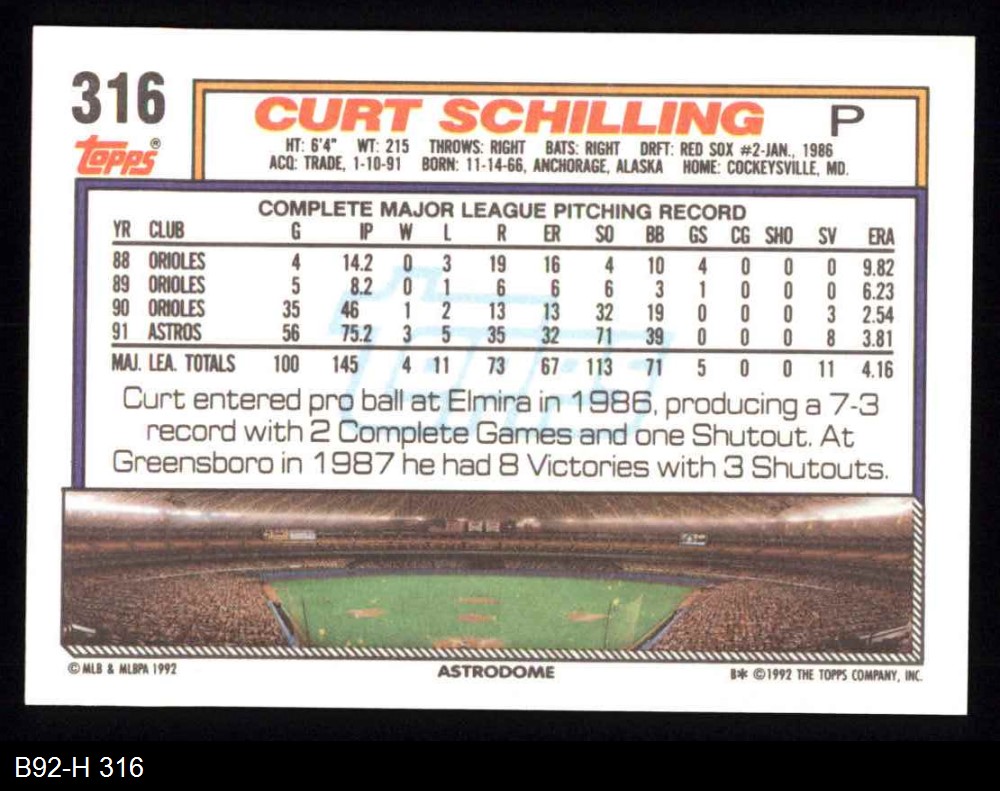 316
Topps®
CURT SCHILLING P
HT: 6'4" WT: 215 THROWS: RIGHT BATS: RIGHT DRFT: RED SOX #2-JAN., 1986
ACQ: TRADE, 1-10-91 BORN: 11-14-66, ANCHORAGE, ALASKA HOME: COCKEYSVILLE, MD.
COMPLETE MAJOR LEAGUE PITCHING RECORD
YR CLUB G IP W L R ER SO BB GS CG SHO SV ERA
88 ORIOLES 4 14.2 0 3 19 16 4 10 4 0 0 0 9.82
89 ORIOLES 5 8.2 0 1 6 6 6 3 1 0 0 0 6.23
90 ORIOLES 35 46 1 2 13 13 32 19 0 0 0 3 2.54
91 ASTROS 56 75.2 3 5 35 32 71 39 0 0 0 8 3.81
MAJ. LEA. TOTALS 100 145 4 11 73 67 113 71 5 0 0 11 4.16
Topps
Curt entered pro ball at Elmira in 1986, producing a 7-3
record with 2 Complete Games and one Shutout. At
Greensboro in 1987 he had 8 Victories with 3 Shutouts.
© MLB & MLBPA 1992 ASTRODOME B* © 1992 THE TOPPS COMPANY, INC.
B92-H 316